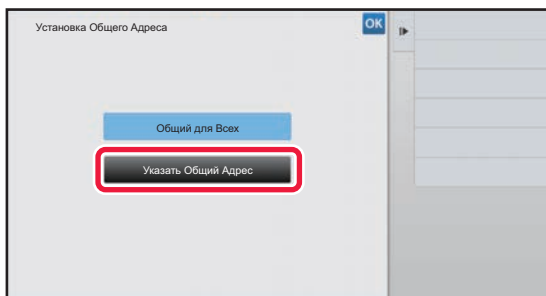 Установка Общего Адреса
OK
Общий для Всех
Указать Общий Адрес